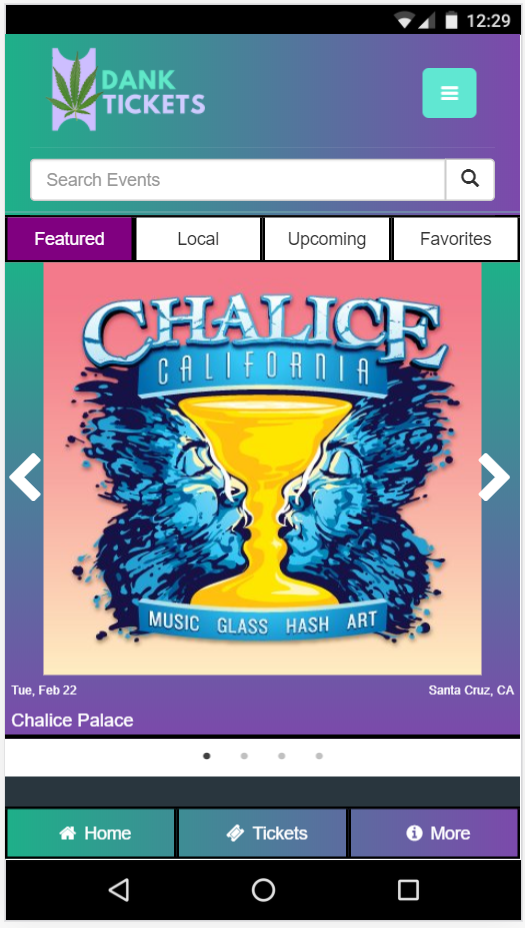 12:29
DANK
TICKETS
Search Events
Featured Local Upcoming Favorites
CHALICE
CALIFORNIA
MUSIC GLASS HASH ART
Tue, Feb 22 Santa Cruz, CA
Chalice Palace
Home Tickets More